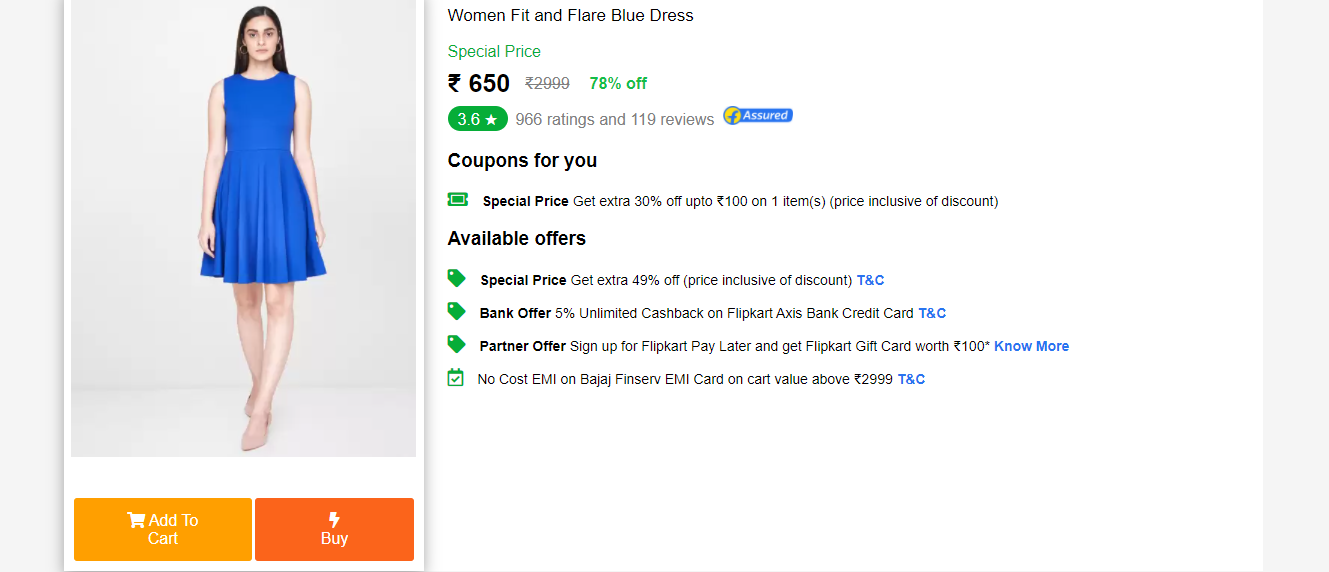 Women Fit and Flare Blue Dress
Special Price
₹ 650 ₹2999 78% off
3.6 ★ 966 ratings and 119 reviews f Assured
Coupons for you
Special Price Get extra 30% off upto ₹100 on 1 item(s) (price inclusive of discount)
Available offers
Special Price Get extra 49% off (price inclusive of discount) T&C
Bank Offer 5% Unlimited Cashback on Flipkart Axis Bank Credit Card T&C
Partner Offer Sign up for Flipkart Pay Later and get Flipkart Gift Card worth ₹100* Know More
No Cost EMI on Bajaj Finserv EMI Card on cart value above ₹2999 T&C
Add To
Cart
Buy